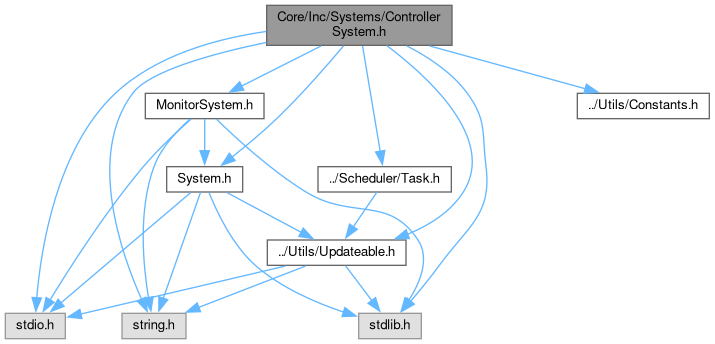 Core/Inc/Systems/Controller
System.h
MonitorSystem.h
../Utils/Constants.h
System.h
../Scheduler/Task.h
../Utils/Updateable.h
stdio.h
string.h
stdlib.h